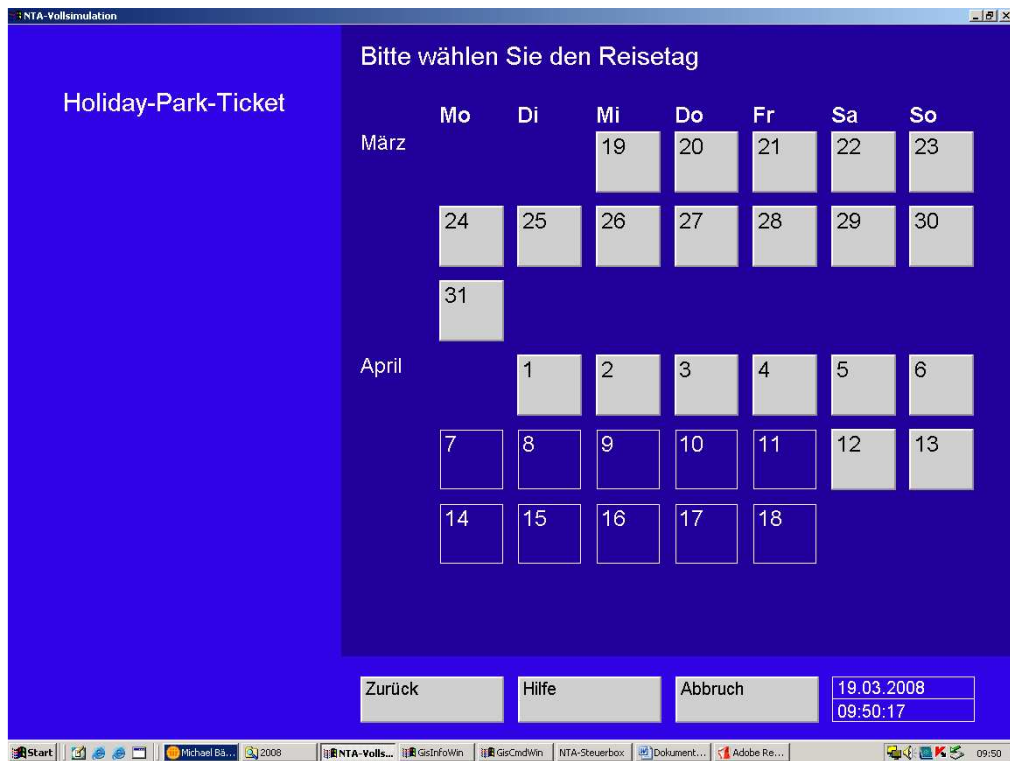 NTA-Vollsimulation
Bitte wählen Sie den Reisetag
Holiday-Park-Ticket
Mo Di Mi Do Fr Sa So
März
19 20 21 22 23
24 25 26 27 28 29 30
31
April
1 2 3 4 5 6
7 8 9 10 11 12 13
14 15 16 17 18
Zurück Hilfe Abbruch 19.03.2008
09:50:17
Start Michael Bä... 2008 NTA-Volls... GisInfoWin GisCmdWin NTA-Steuerbox Dokument... Adobe Re... 09:50